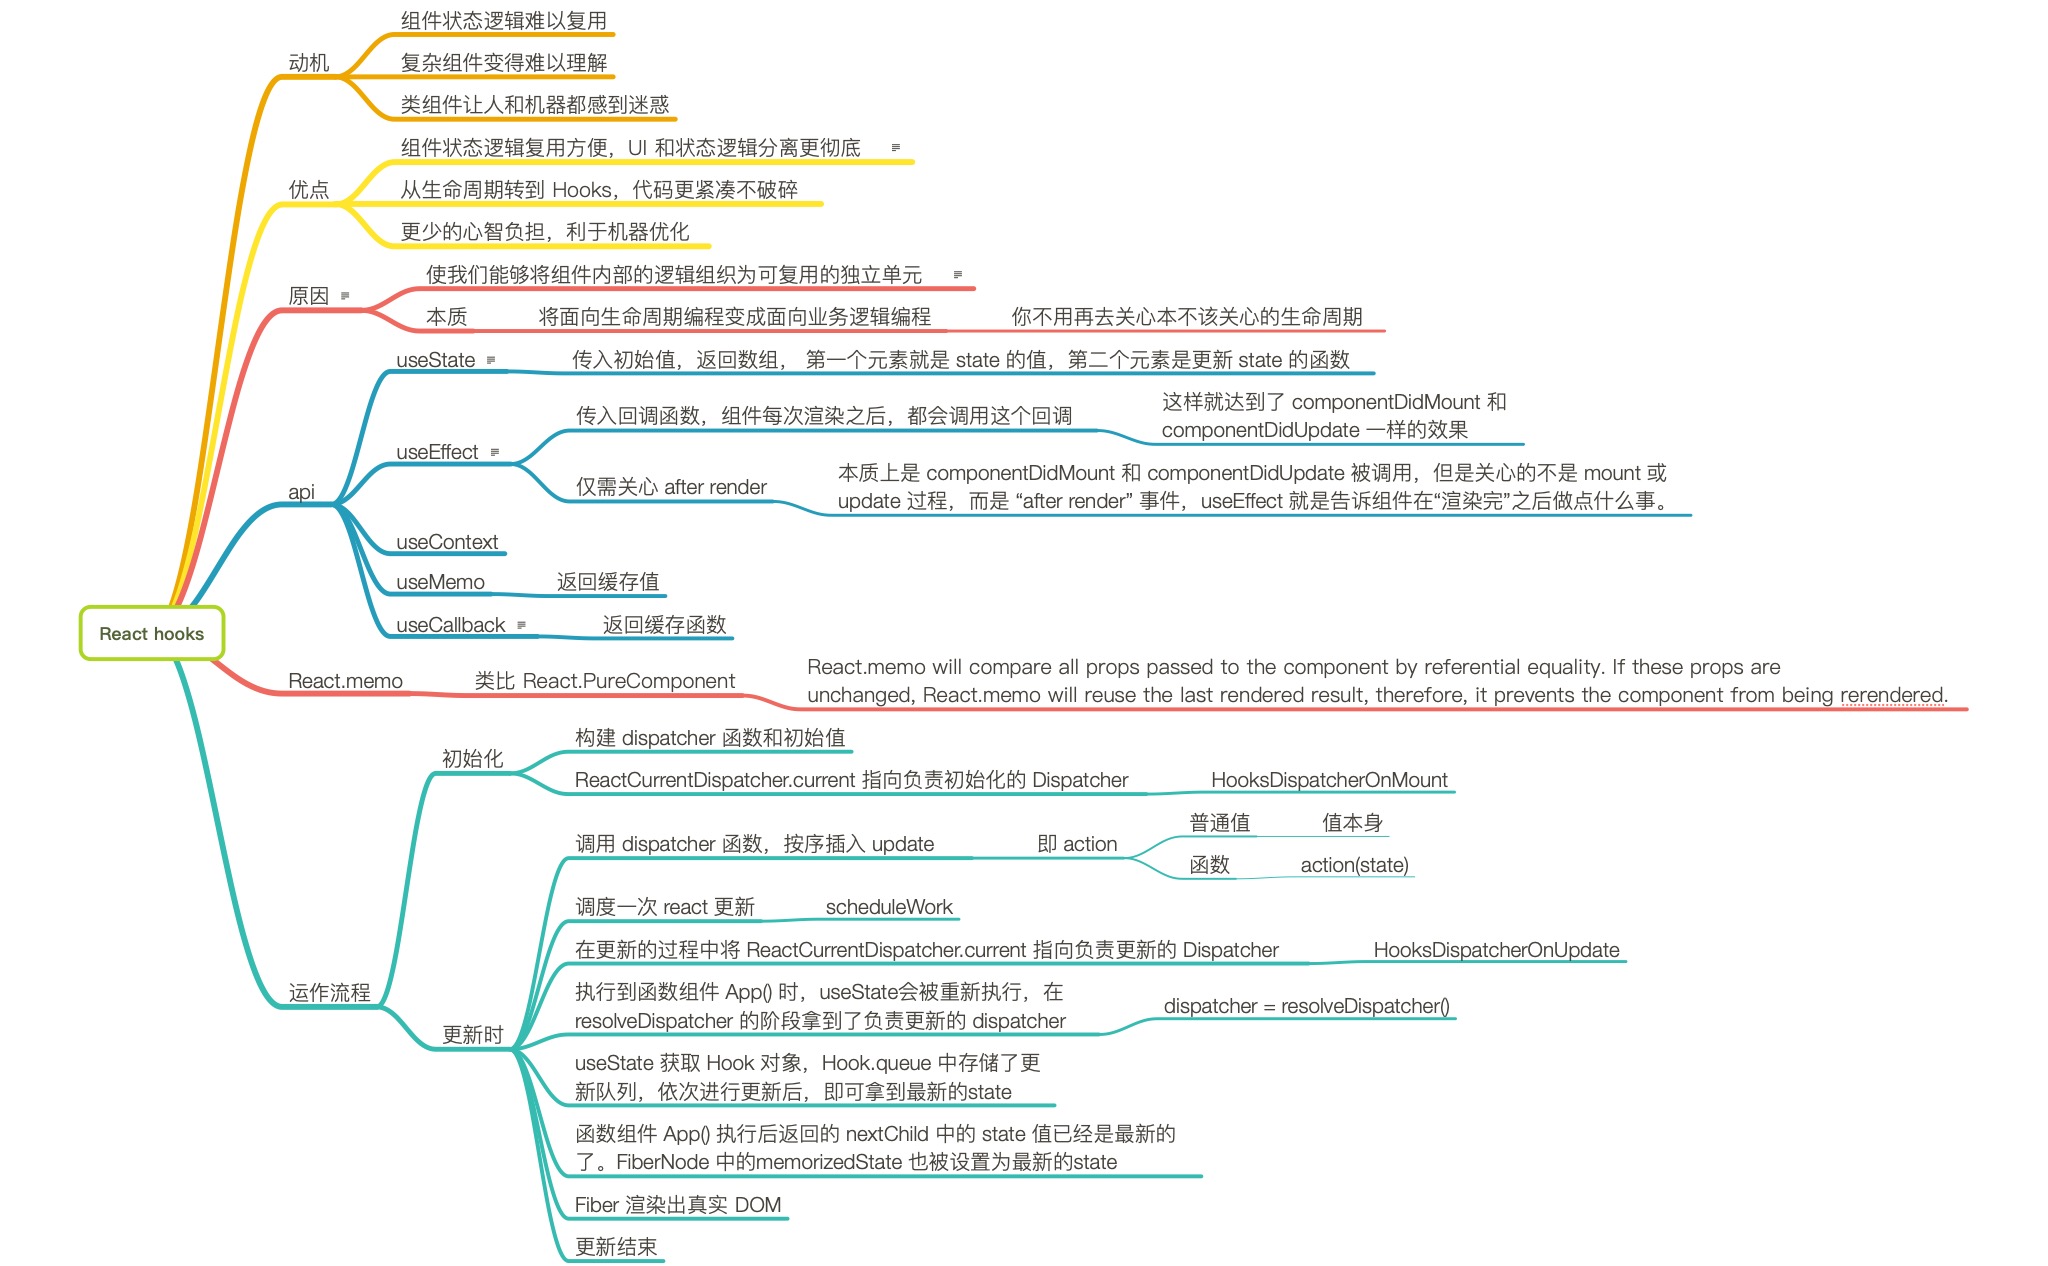 组件状态逻辑难以复用
动机
复杂组件变得难以理解
类组件让人和机器都感到迷惑
组件状态逻辑复用方便，UI 和状态逻辑分离更彻底
优点
从生命周期转到 Hooks，代码更紧凑不破碎
更少的心智负担，利于机器优化
使我们能够将组件内部的逻辑组织为可复用的独立单元
原因
本质
将面向生命周期编程变成面向业务逻辑编程
你不用再去关心本不该关心的生命周期
useState
传入初始值，返回数组， 第一个元素就是 state 的值，第二个元素是更新 state 的函数
useEffect
传入回调函数，组件每次渲染之后，都会调用这个回调
这样就达到了 componentDidMount 和
componentDidUpdate 一样的效果
仅需关心 after render
本质上是 componentDidMount 和 componentDidUpdate 被调用，但是关心的不是 mount 或
update 过程，而是 “after render” 事件，useEffect 就是告诉组件在“渲染完”之后做点什么事。
api
useContext
useMemo
返回缓存值
useCallback
返回缓存函数
React hooks
React.memo
类比 React.PureComponent
React.memo will compare all props passed to the component by referential equality. If these props are
unchanged, React.memo will reuse the last rendered result, therefore, it prevents the component from being rerendered.
初始化
构建 dispatcher 函数和初始值
ReactCurrentDispatcher.current 指向负责初始化的 Dispatcher
HooksDispatcherOnMount
调用 dispatcher 函数，按序插入 update
即 action
普通值
值本身
函数
action(state)
调度一次 react 更新
scheduleWork
在更新的过程中将 ReactCurrentDispatcher.current 指向负责更新的 Dispatcher
HooksDispatcherOnUpdate
运作流程
执行到函数组件 App() 时，useState会被重新执行，在
resolveDispatcher 的阶段拿到了负责更新的 dispatcher
dispatcher = resolveDispatcher()
更新时
useState 获取 Hook 对象，Hook.queue 中存储了更
新队列，依次进行更新后，即可拿到最新的state
函数组件 App() 执行后返回的 nextChild 中的 state 值已经是最新的
了。FiberNode 中的memorizedState 也被设置为最新的state
Fiber 渲染出真实 DOM
更新结束